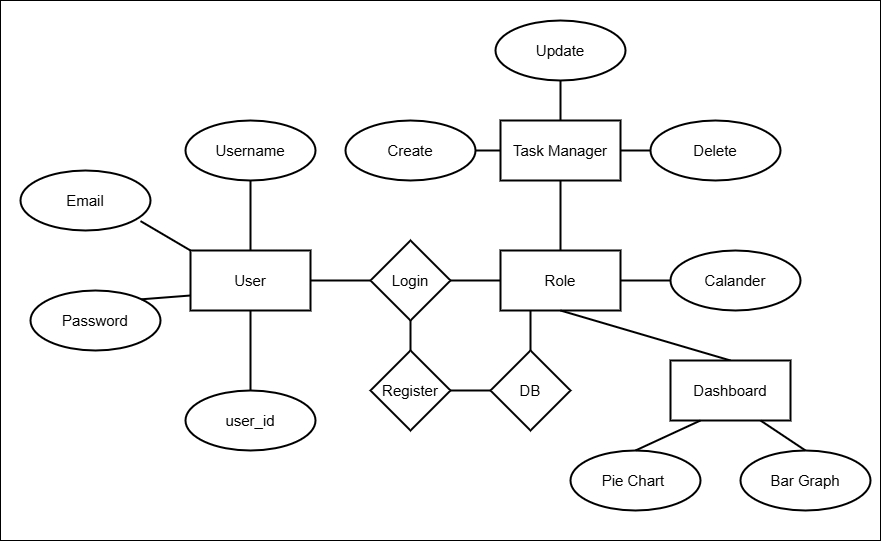 Update
Create
Task Manager
Delete
Username
Email
User
Login
Role
Calander
Password
Register
DB
Dashboard
user_id
Pie Chart
Bar Graph